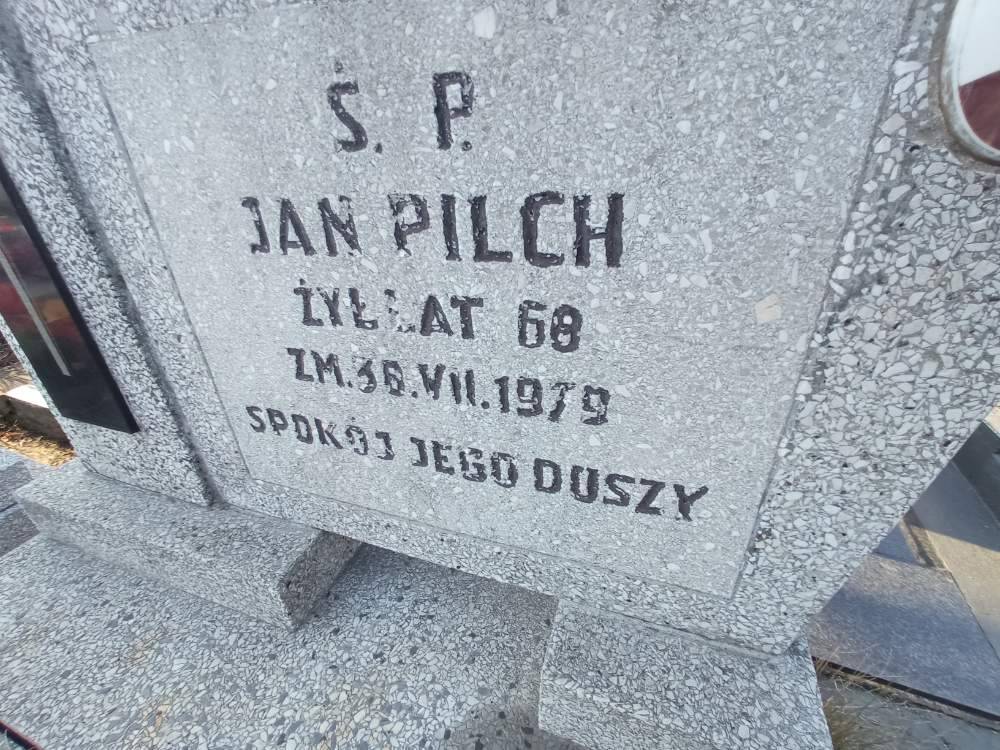 Ś. P.
JAN PILCH
ŻYŁ LAT 68
ZM. 30.VII.1979
SPOKÓJ JEGO DUSZY